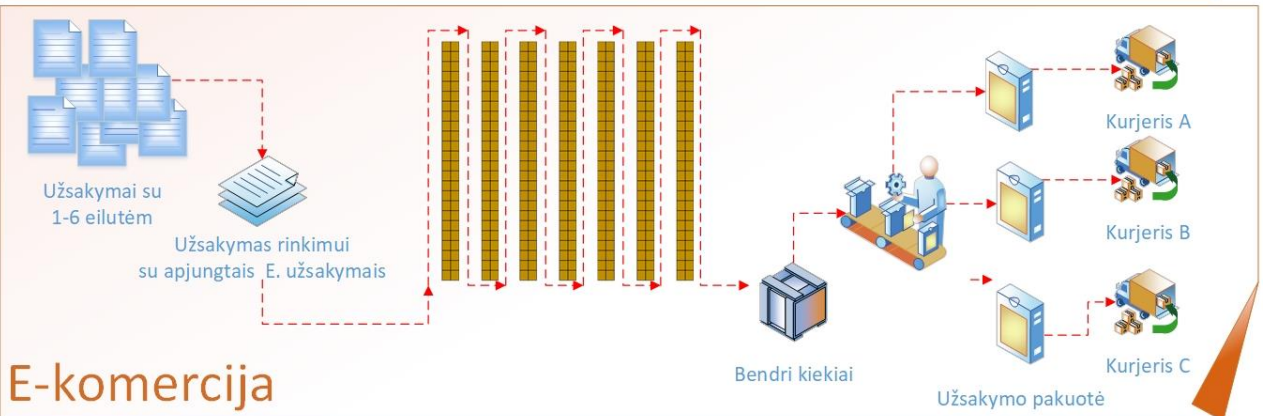 Užsakymai su
1-6 eilutėm
Užsakymas rinkimui
su apjungtais E. užsakymais
Bendri kiekiai
Kurjeris A
Kurjeris B
Kurjeris C
Užsakymo pakuotė
E-komercija